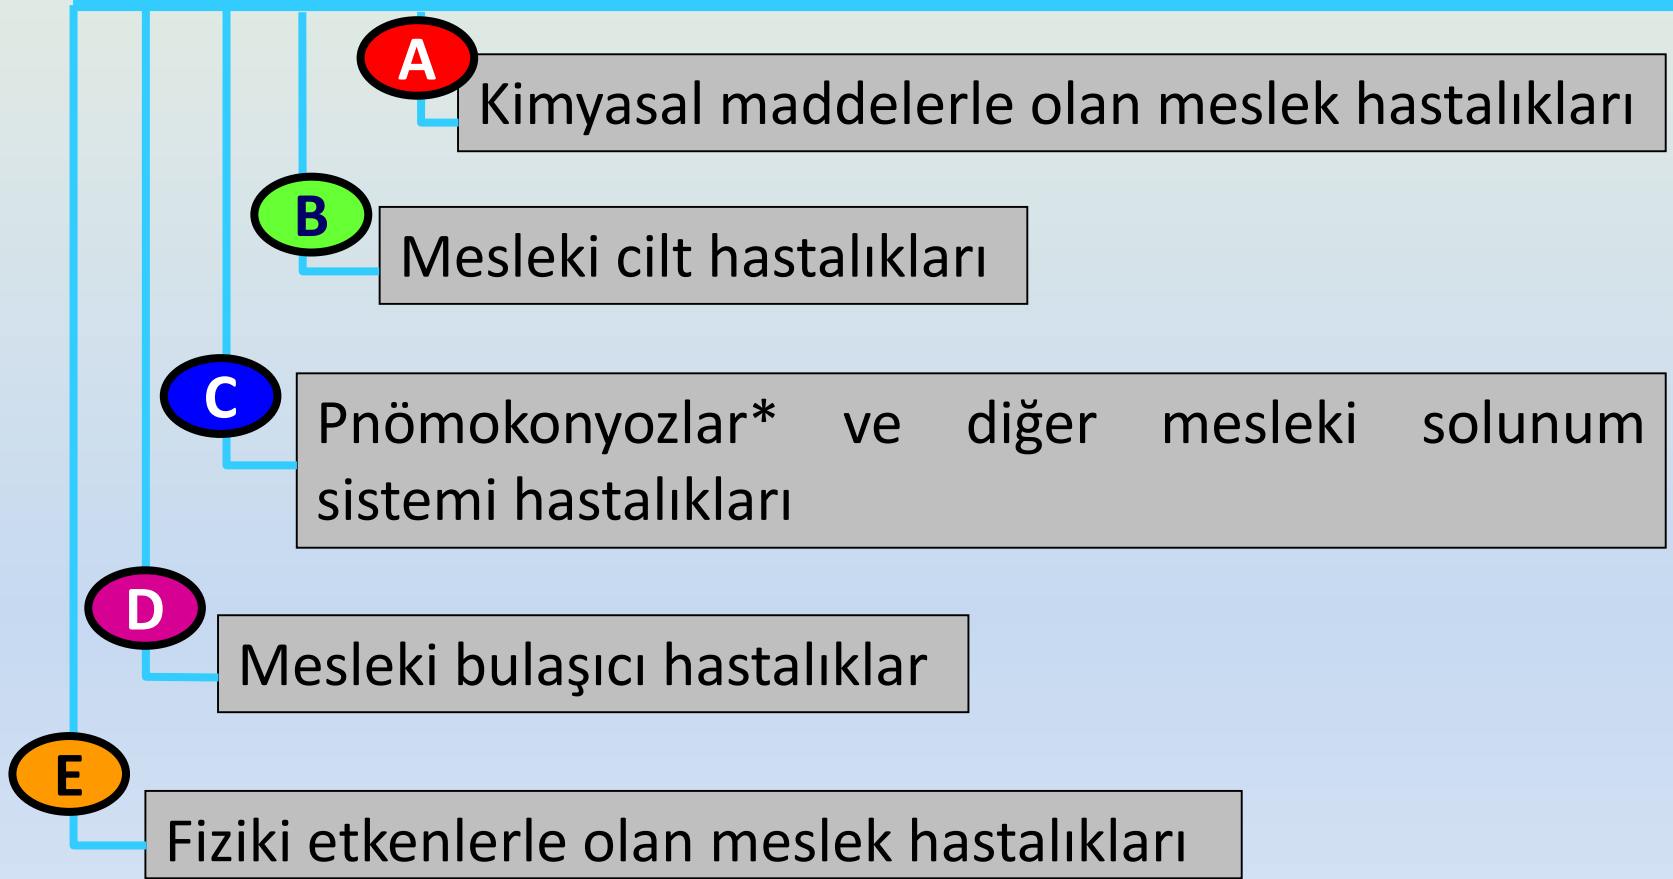 A
Kimyasal maddelerle olan meslek hastalıkları
B
Mesleki cilt hastalıkları
C
Pnömokonyozlar* ve diğer mesleki solunum
sistemi hastalıkları
D
Mesleki bulaşıcı hastalıklar
E
Fiziki etkenlerle olan meslek hastalıkları